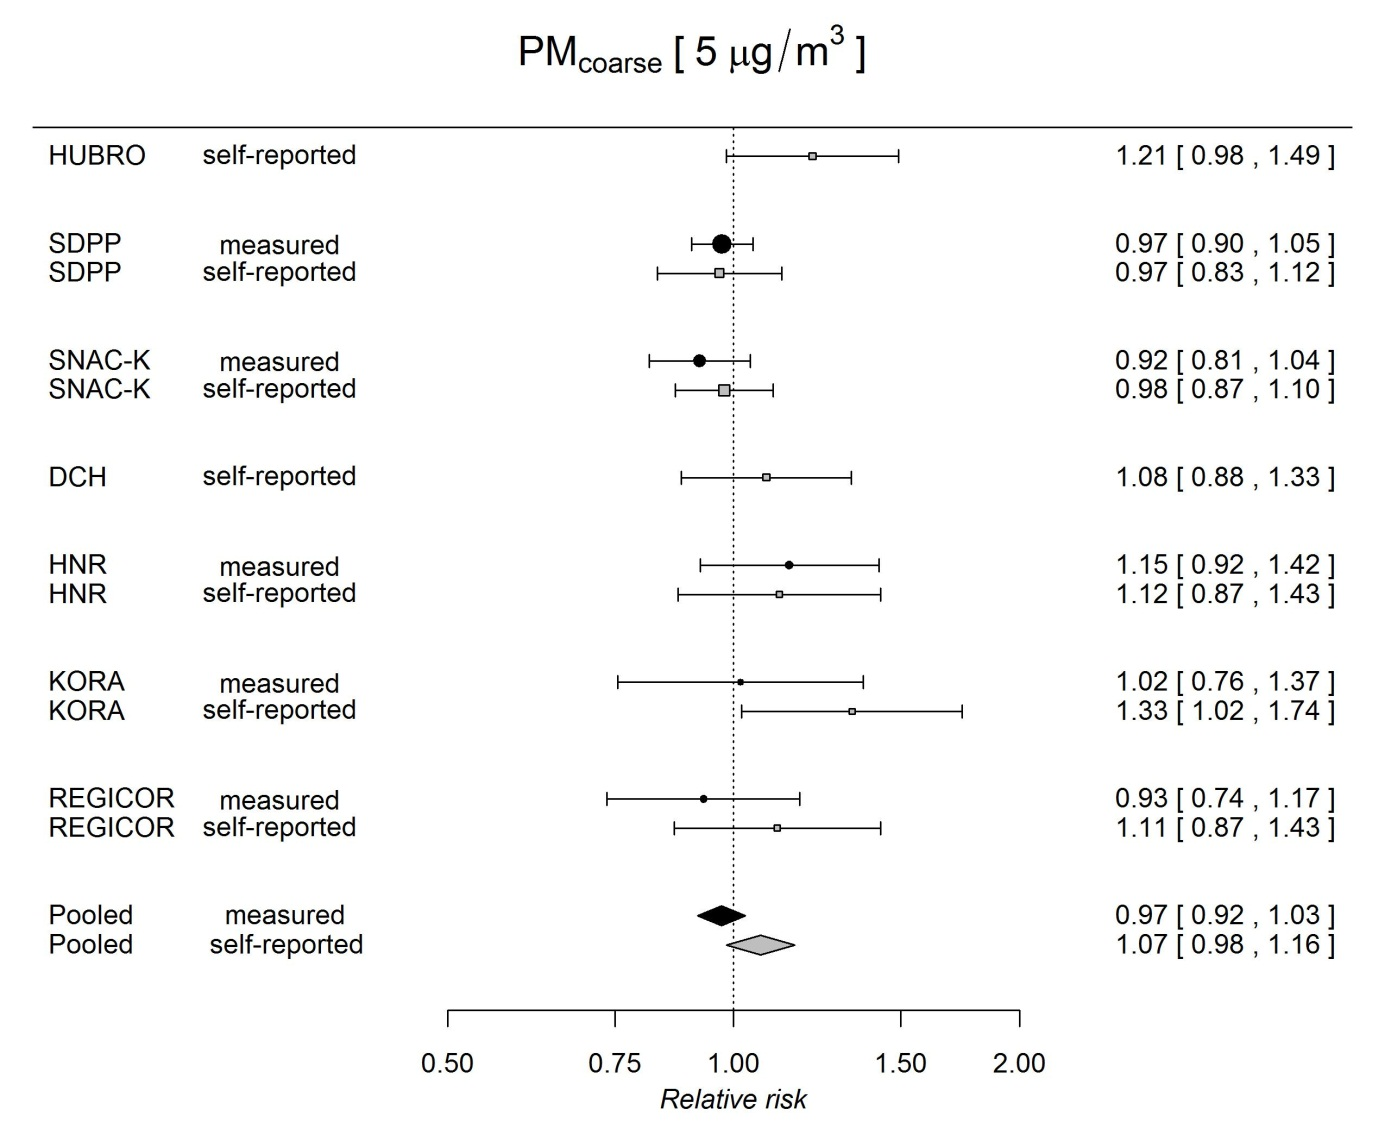 PMcoarse [ 5 μg/m³ ]
HUBRO self-reported 1.21 [ 0.98 , 1.49 ]
SDPP measured 0.97 [ 0.90 , 1.05 ]
SDPP self-reported 0.97 [ 0.83 , 1.12 ]
SNAC-K measured 0.92 [ 0.81 , 1.04 ]
SNAC-K self-reported 0.98 [ 0.87 , 1.10 ]
DCH self-reported 1.08 [ 0.88 , 1.33 ]
HNR measured 1.15 [ 0.92 , 1.42 ]
HNR self-reported 1.12 [ 0.87 , 1.43 ]
KORA measured 1.02 [ 0.76 , 1.37 ]
KORA self-reported 1.33 [ 1.02 , 1.74 ]
REGICOR measured 0.93 [ 0.74 , 1.17 ]
REGICOR self-reported 1.11 [ 0.87 , 1.43 ]
Pooled measured 0.97 [ 0.92 , 1.03 ]
Pooled self-reported 1.07 [ 0.98 , 1.16 ]
0.50 0.75 1.00 1.50 2.00
Relative risk